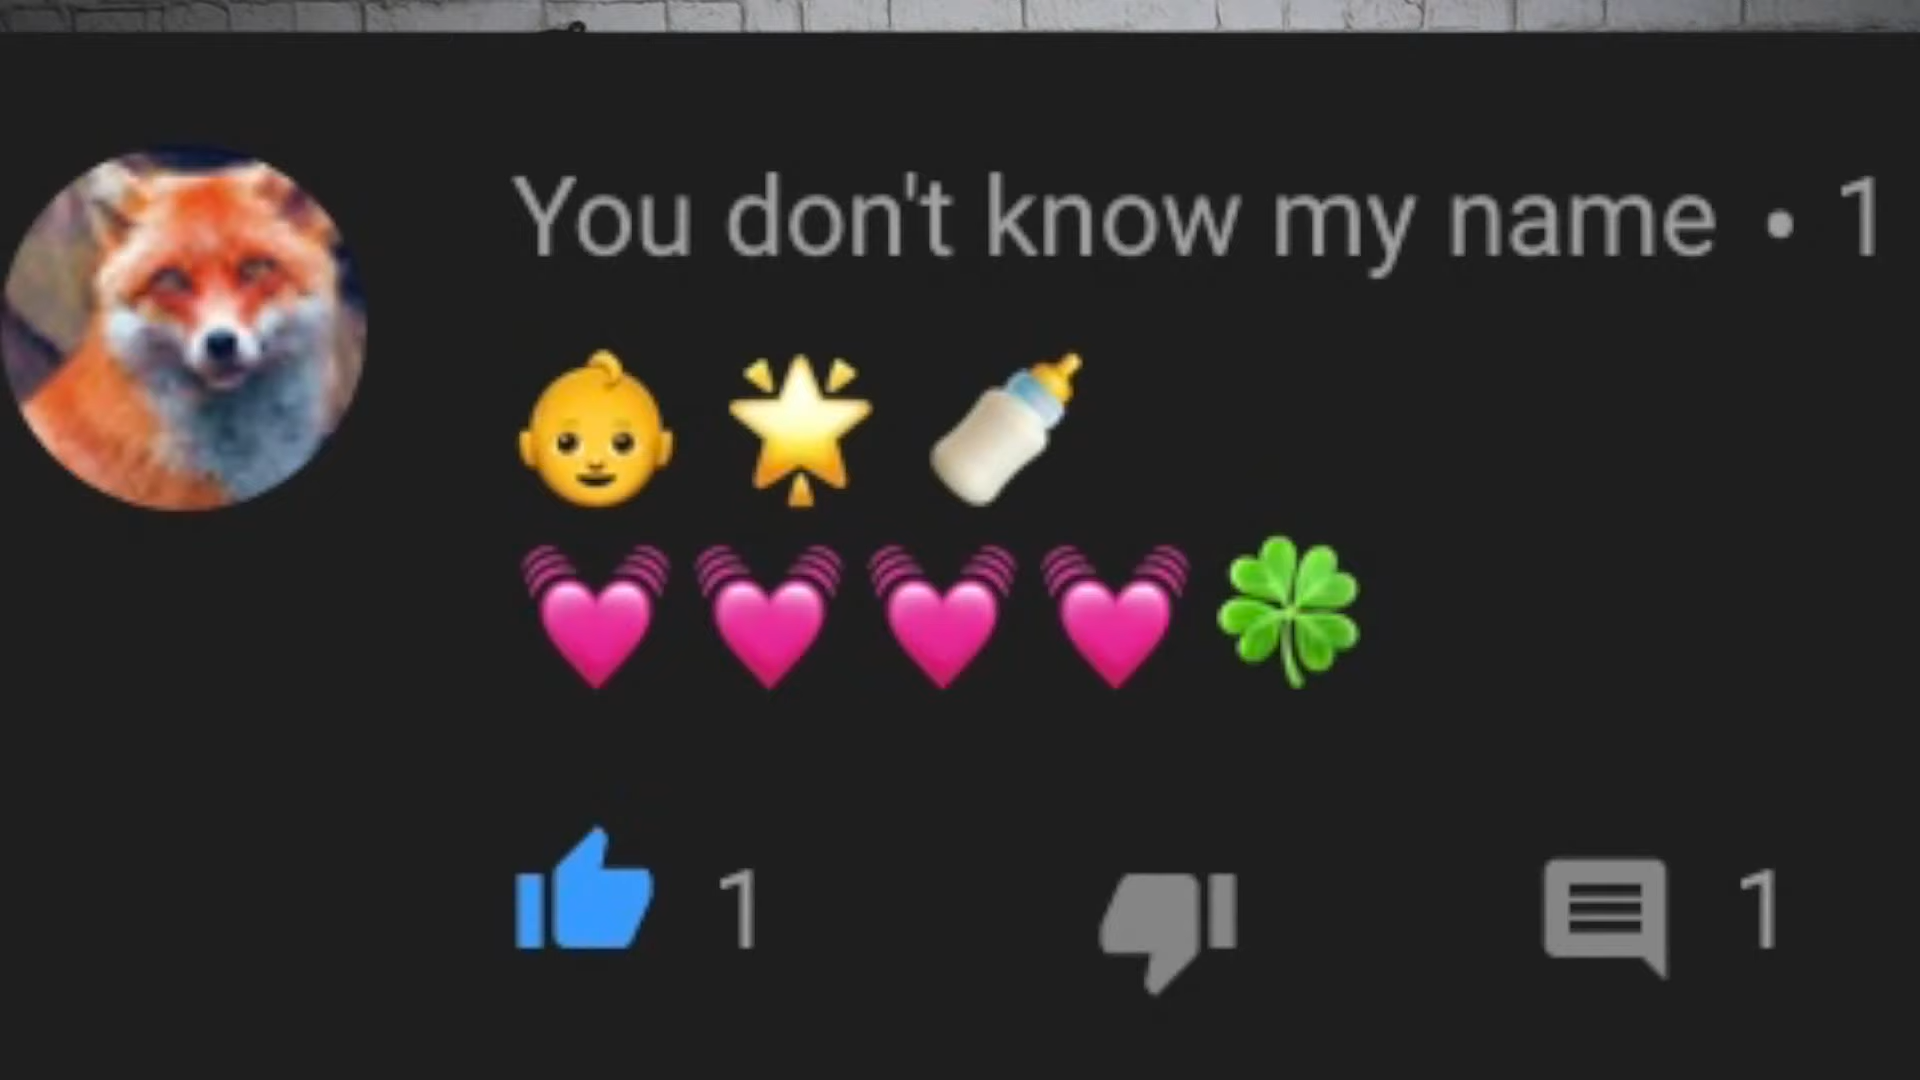 You don't know my name • 1
👶 🌟 🍼
💓💓💓💓🍀
1 1